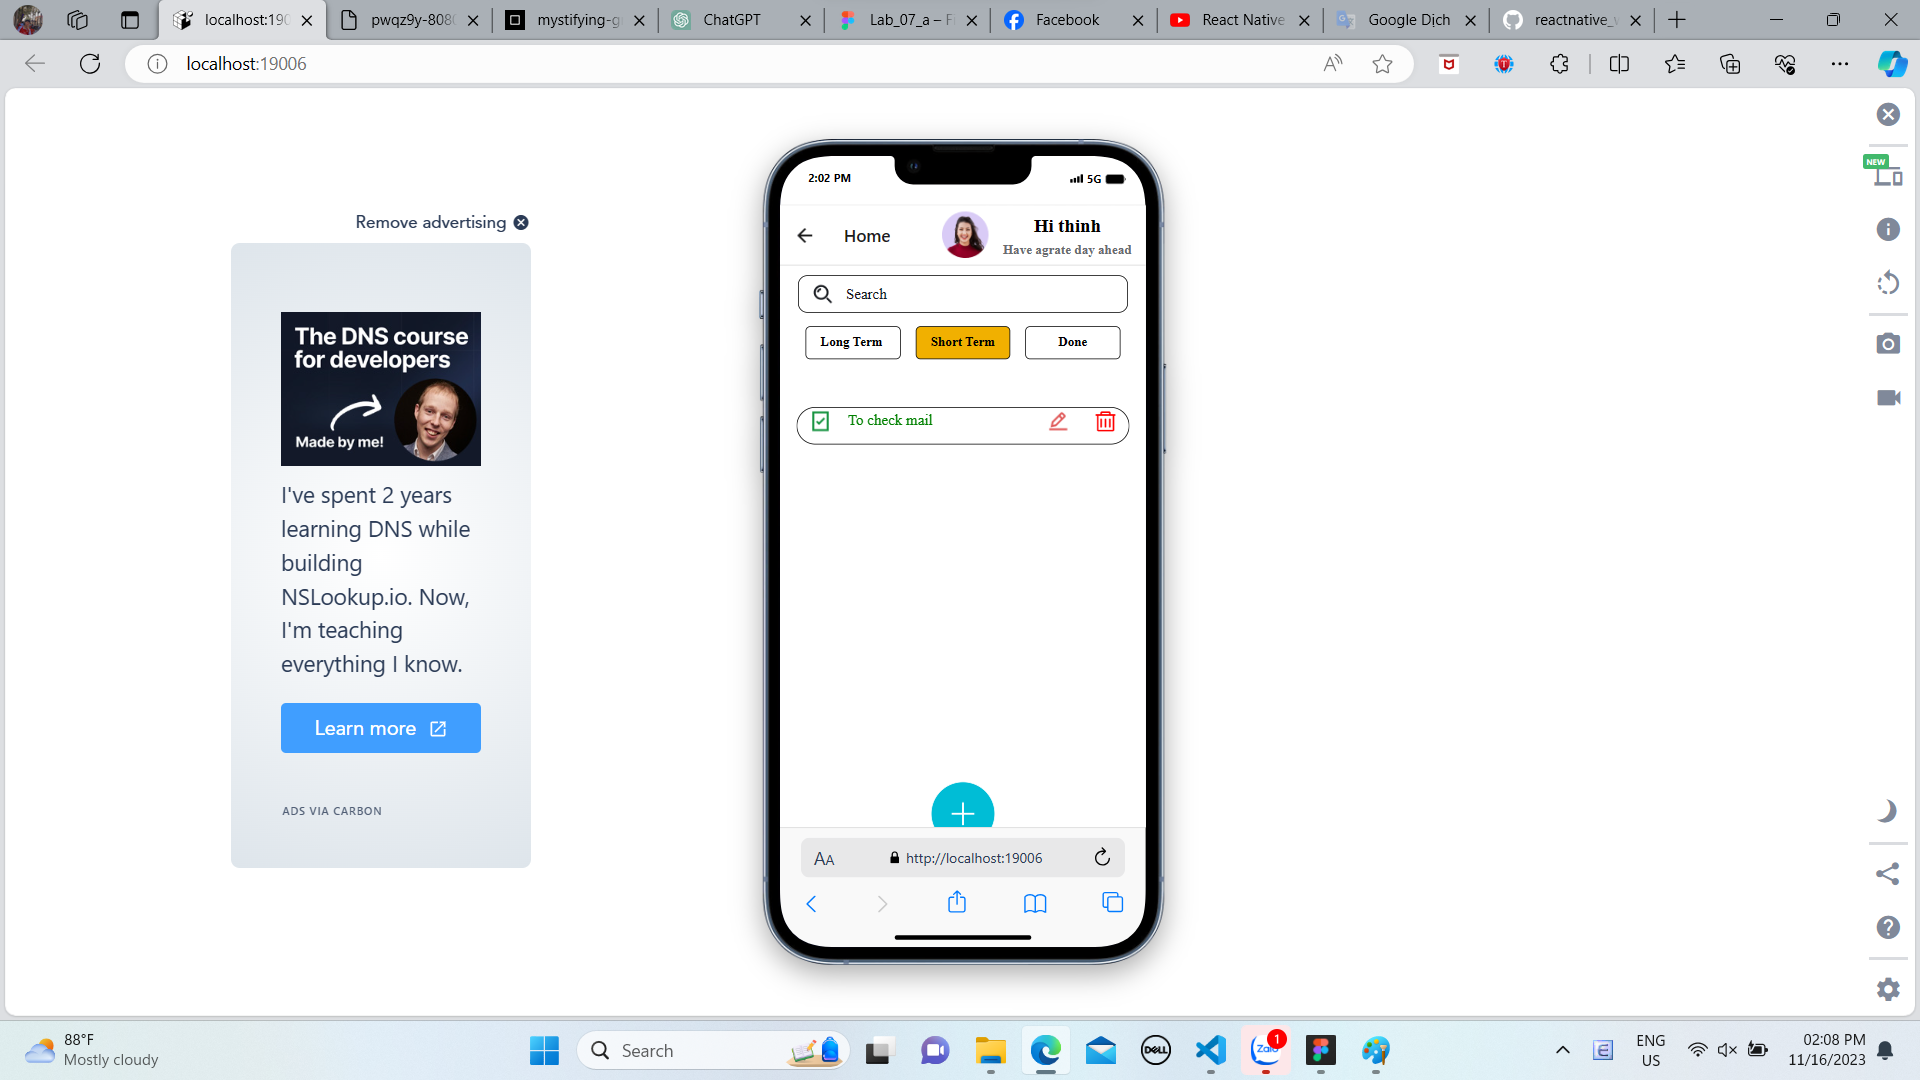 localhost:190
pwqz9y-808
mystifying-g
ChatGPT
Lab_07_a – F
Facebook
React Native
Google Dịch
reactnative_
localhost:19006
NEW
Remove advertising
The DNS course
for developers
Made by me!
I've spent 2 years
learning DNS while
building
NSLookup.io. Now,
I'm teaching
everything I know.
Learn more
ADS VIA CARBON
2:02 PM
5G
Home
Hi thinh
Have agrate day ahead
Search
Long Term
Short Term
Done
To check mail
AA
http://localhost:19006
88°F
Mostly cloudy
Search
DELL
Zalo
1
ENG
US
02:08 PM
11/16/2023